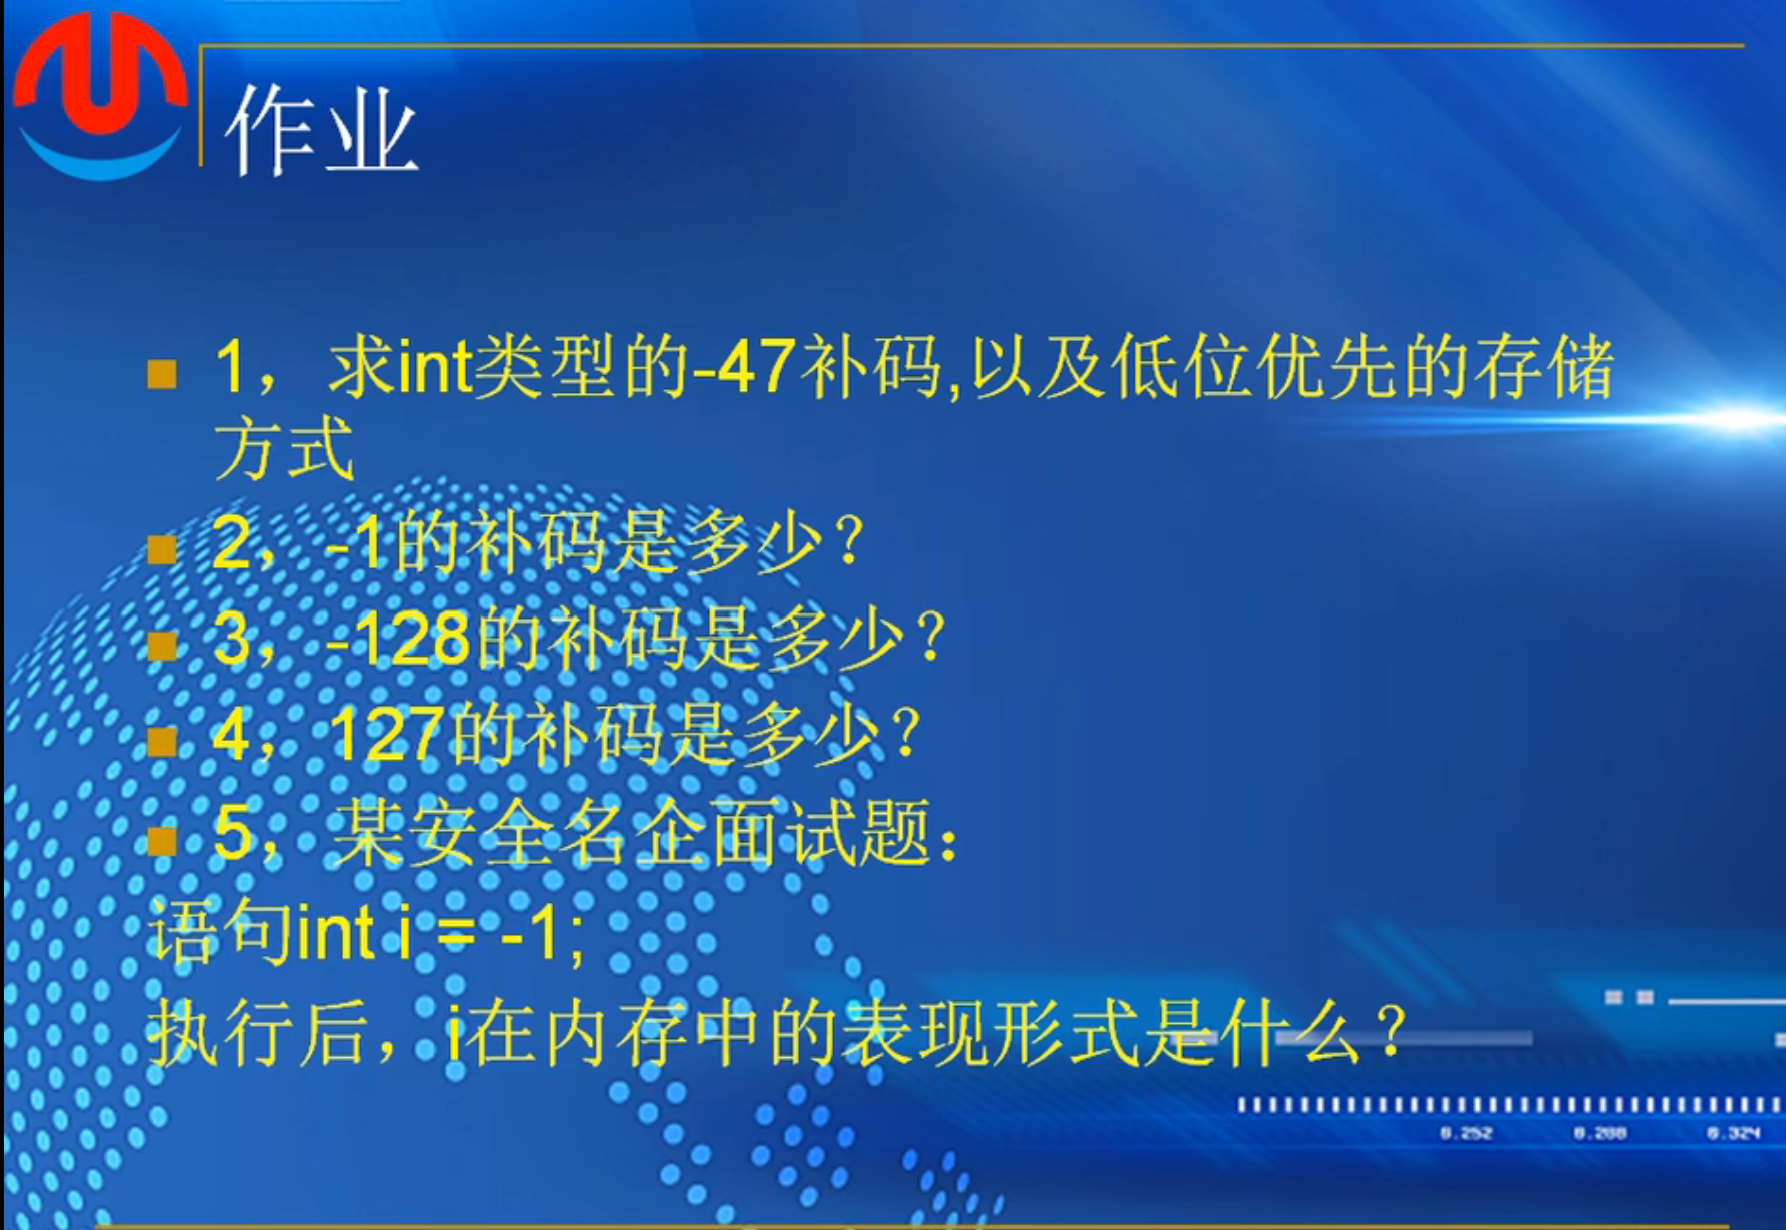 作业
1，求int类型的-47补码,以及低位优先的存储
方式
2，-1的补码是多少？
3，-128的补码是多少？
4，127的补码是多少？
5，某安全名企面试题：
语句int i = -1;
执行后，i在内存中的表现形式是什么？
0.252 0.288 0.324